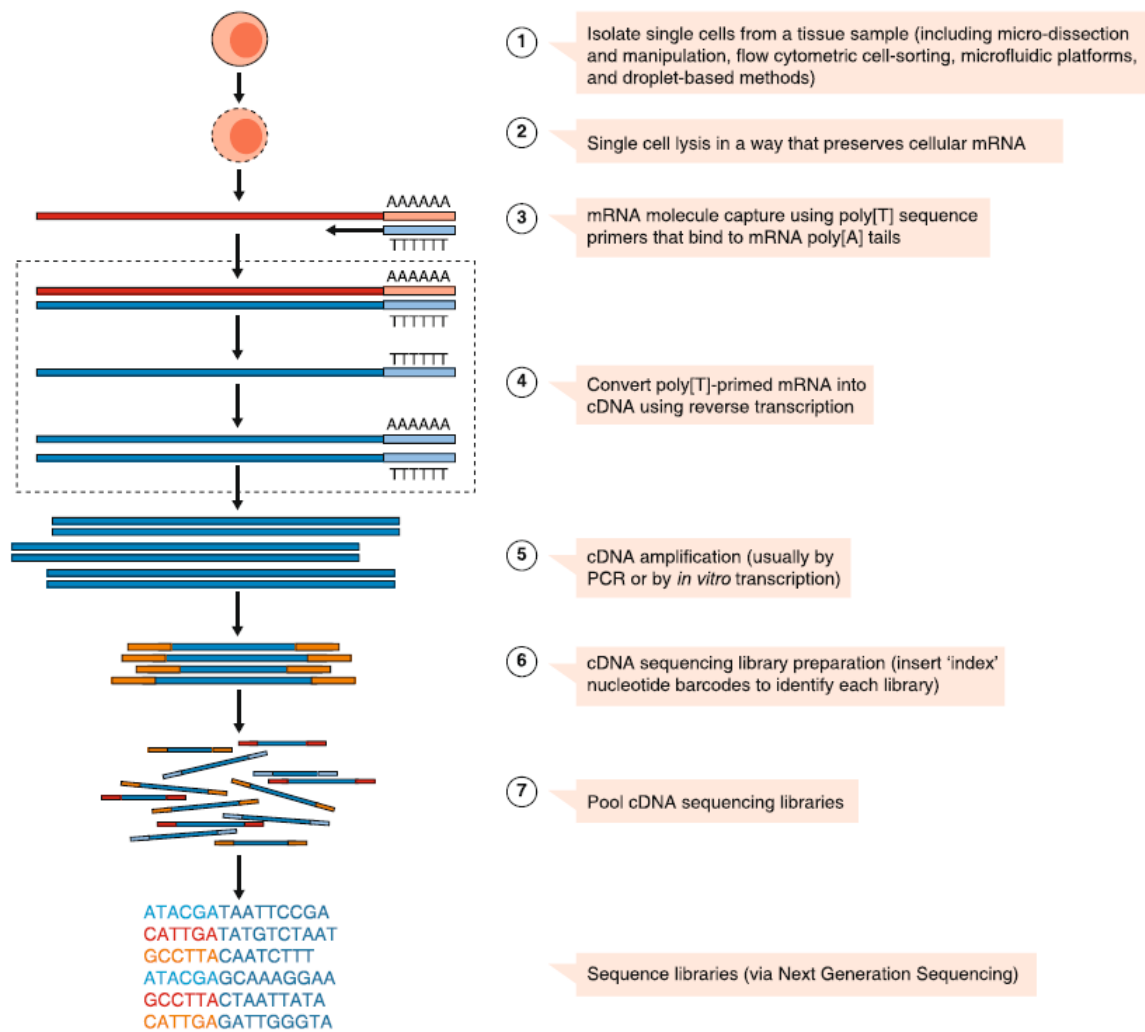 1
Isolate single cells from a tissue sample (including micro-dissection
and manipulation, flow cytometric cell-sorting, microfluidic platforms,
and droplet-based methods)
2
Single cell lysis in a way that preserves cellular mRNA
AAAAAA
TTTTTT
3
mRNA molecule capture using poly[T] sequence
primers that bind to mRNA poly[A] tails
AAAAAA
TTTTTT
TTTTTT
AAAAAA
TTTTTT
4
Convert poly[T]-primed mRNA into
cDNA using reverse transcription
5
cDNA amplification (usually by
PCR or by in vitro transcription)
6
cDNA sequencing library preparation (insert ‘index’
nucleotide barcodes to identify each library)
7
Pool cDNA sequencing libraries
ATACGATAATTCCGA
CATTGATATGTCTAAT
GCCTTACAATCTTT
ATACGAGCAAAGGAA
GCCTTACTAATTATA
CATTGAGATTGGGTA
Sequence libraries (via Next Generation Sequencing)